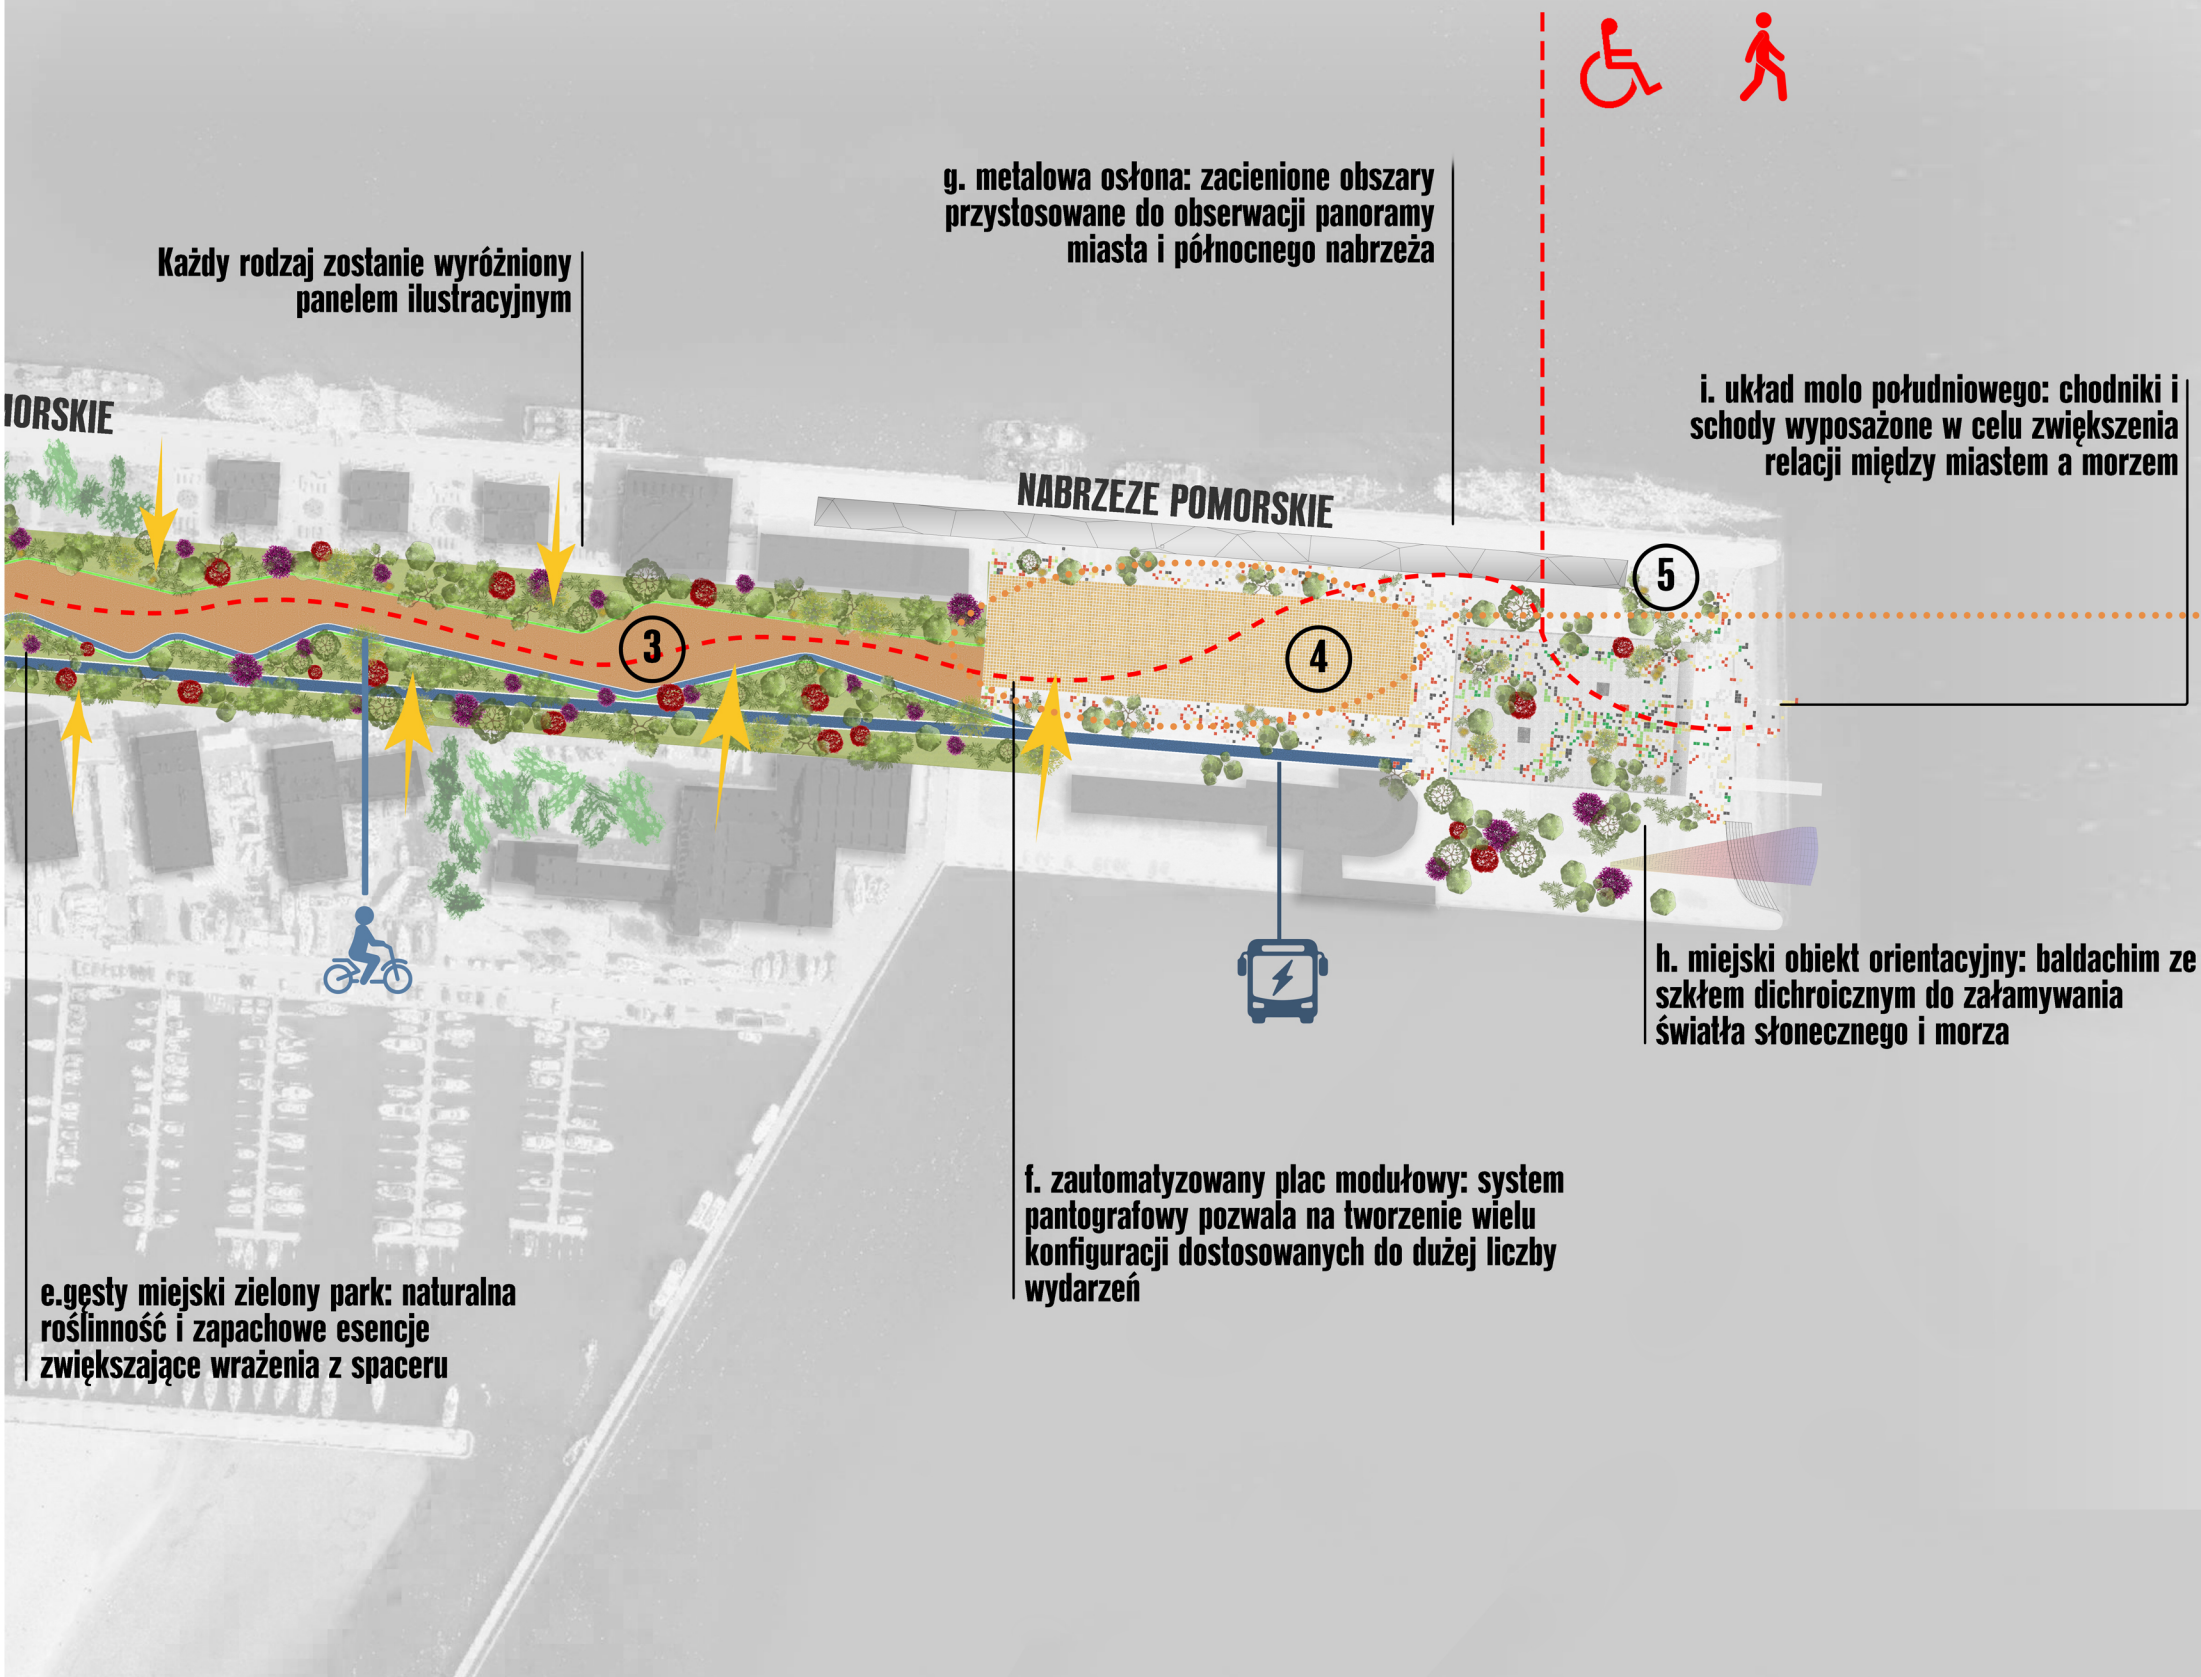 g. metalowa osłona: zacienione obszary
przystosowane do obserwacji panoramy
miasta i północnego nabrzeża
Każdy rodzaj zostanie wyróżniony
panelem ilustracyjnym
i. układ molo południowego: chodniki i
schody wyposażone w celu zwiększenia
relacji między miastem a morzem
MORSKIE
NABRZEZE POMORSKIE
5
3
4
h. miejski obiekt orientacyjny: baldachim ze
szkłem dichroicznym do załamywania
światła słonecznego i morza
f. zautomatyzowany plac modułowy: system
pantografowy pozwala na tworzenie wielu
konfiguracji dostosowanych do dużej liczby
wydarzeń
e.gęsty miejski zielony park: naturalna
roślinność i zapachowe esencje
zwiększające wrażenia z spaceru